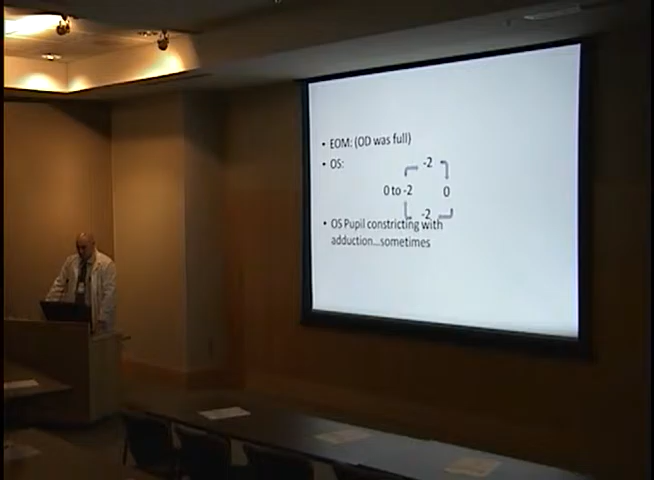 • EOM: (OD was full)
• OS:
-2
0 to -2 0
-2
• OS Pupil constricting with
adduction...sometimes